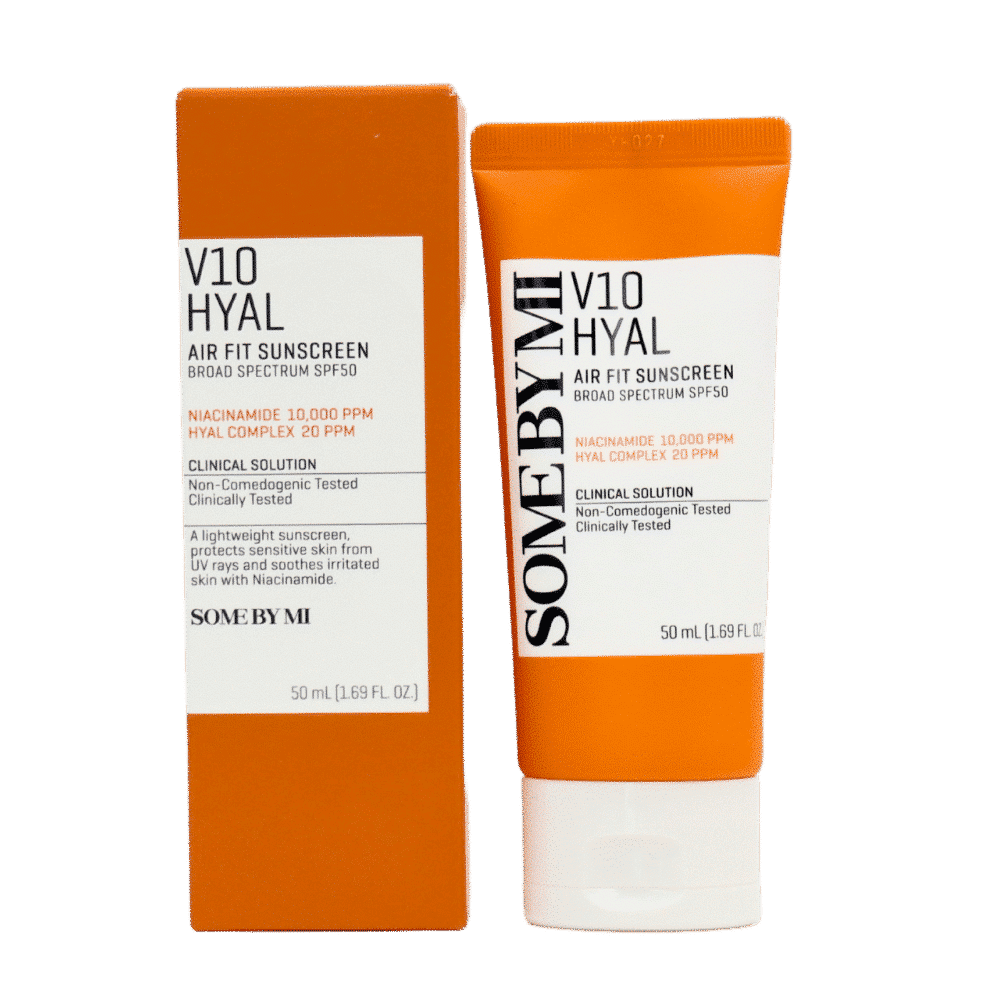 V10
HYAL
AIR FIT SUNSCREEN
BROAD SPECTRUM SPF50
NIACINAMIDE 10,000 PPM
HYAL COMPLEX 20 PPM
CLINICAL SOLUTION
Non-Comedogenic Tested
Clinically Tested
A lightweight sunscreen,
protects sensitive skin from
UV rays and soothes irritated
skin with Niacinamide.
SOME BY MI
50 mL [1.69 FL. OZ.]
SOME BY MI
V10
HYAL
AIR FIT SUNSCREEN
BROAD SPECTRUM SPF50
NIACINAMIDE 10,000 PPM
HYAL COMPLEX 20 PPM
CLINICAL SOLUTION
Non-Comedogenic Tested
Clinically Tested
50 mL [1.69 FL. OZ.